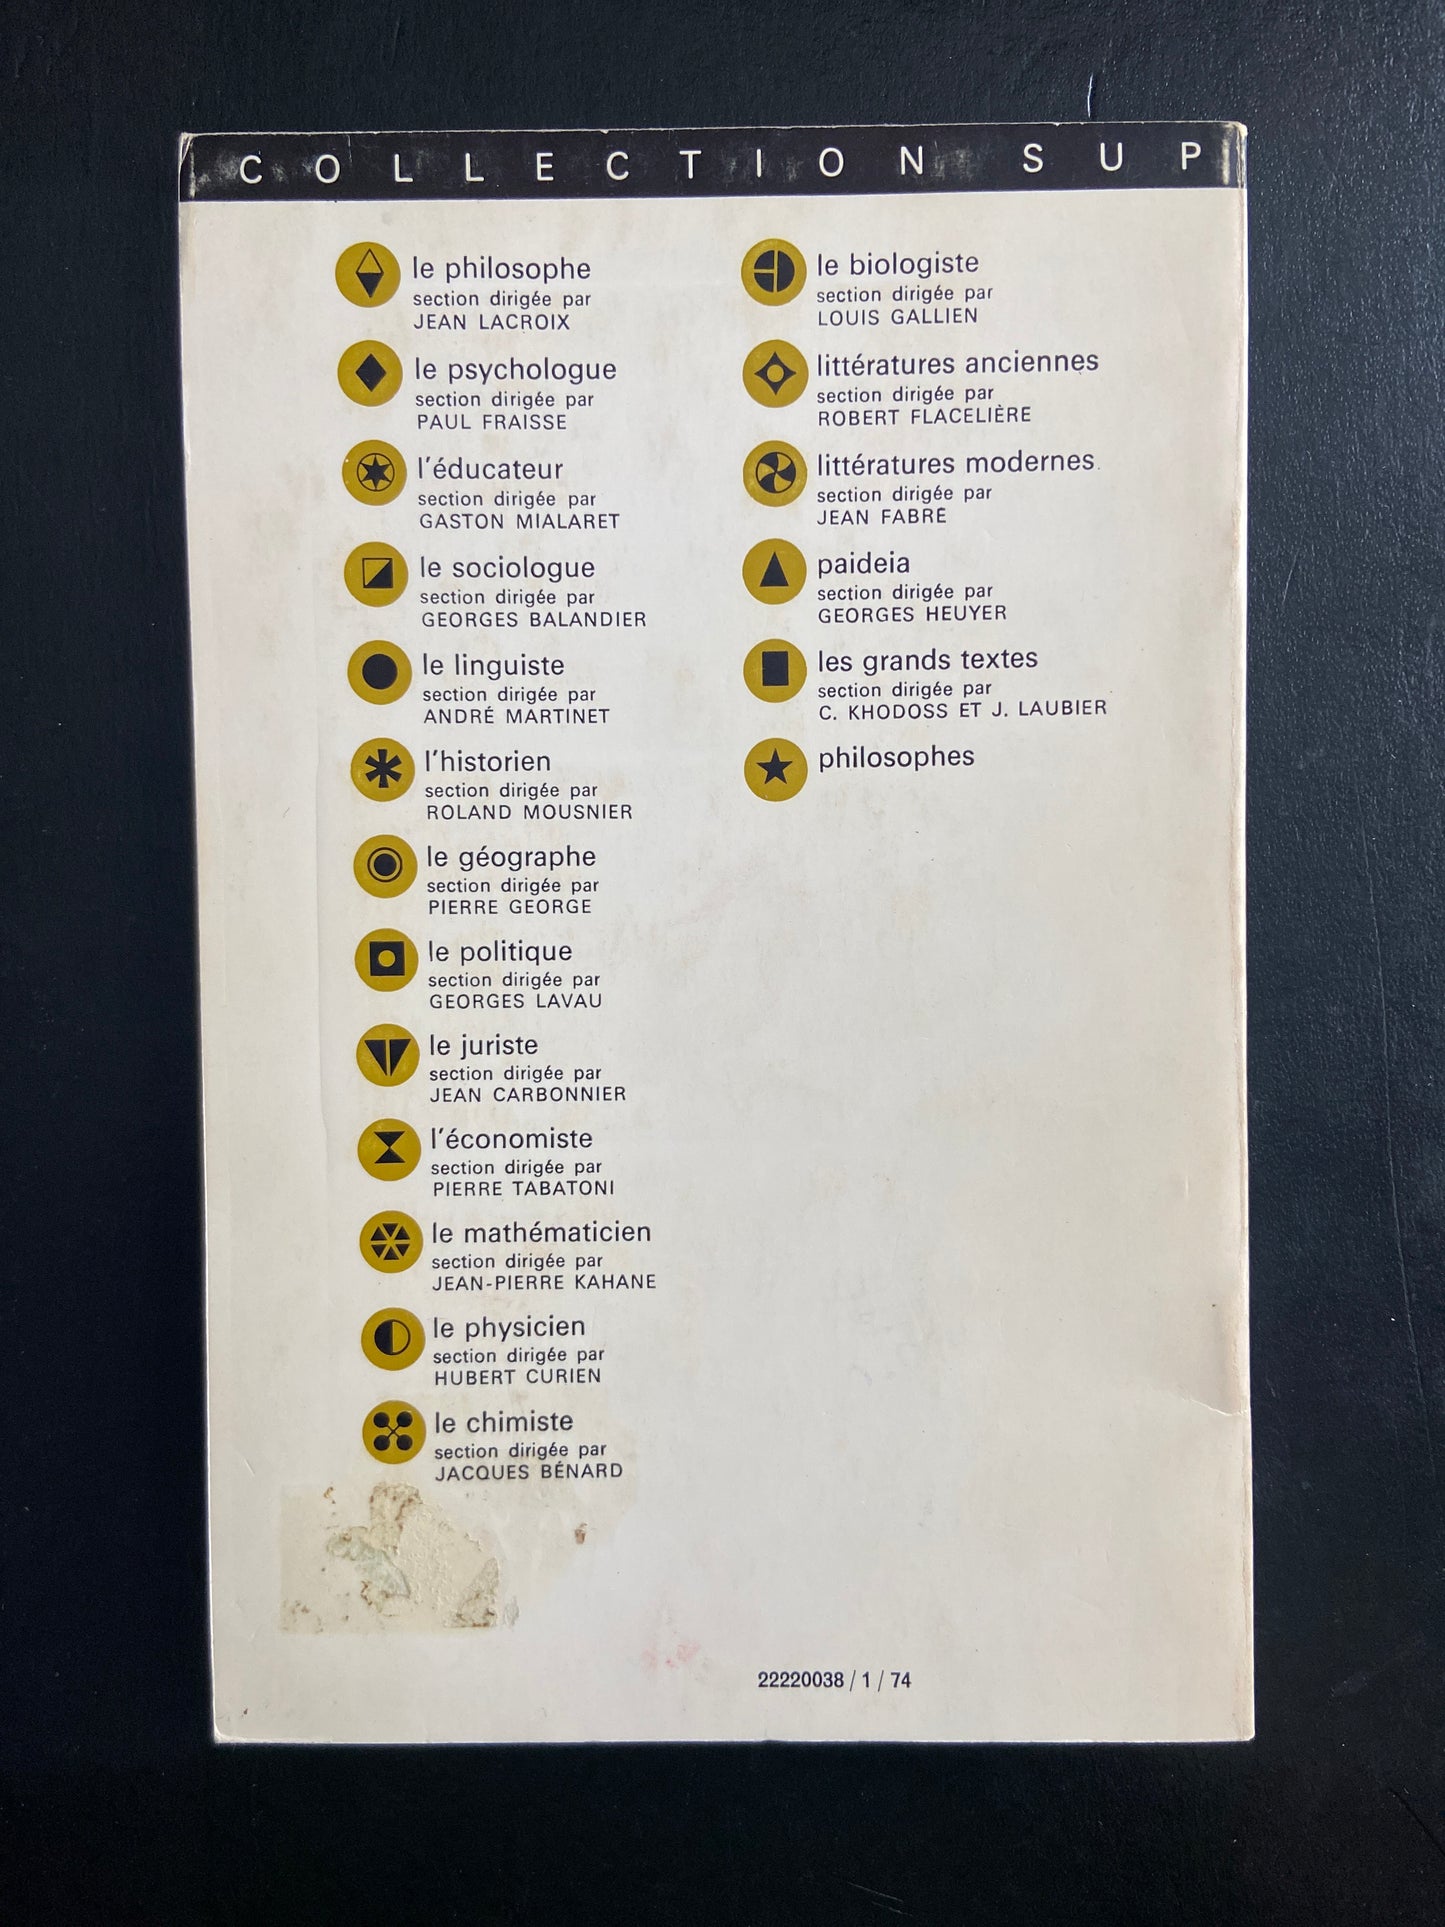 COLLECTION SUP
le philosophe
section dirigée par
JEAN LACROIX
le psychologue
section dirigée par
PAUL FRAISSE
l'éducateur
section dirigée par
GASTON MIALARET
le sociologue
section dirigée par
GEORGES BALANDIER
le linguiste
section dirigée par
ANDRÉ MARTINET
l'historien
section dirigée par
ROLAND MOUSNIER
le géographe
section dirigée par
PIERRE GEORGE
le politique
section dirigée par
GEORGES LAVAU
le juriste
section dirigée par
JEAN CARBONNIER
l'économiste
section dirigée par
PIERRE TABATONI
le mathématicien
section dirigée par
JEAN-PIERRE KAHANE
le physicien
section dirigée par
HUBERT CURIEN
le chimiste
section dirigée par
JACQUES BÉNARD
le biologiste
section dirigée par
LOUIS GALLIEN
littératures anciennes
section dirigée par
ROBERT FLACELIÈRE
littératures modernes
section dirigée par
JEAN FABRE
paideia
section dirigée par
GEORGES HEUYER
les grands textes
section dirigée par
C. KHODOSS ET J. LAUBIER
philosophes
22220038 / 1 / 74